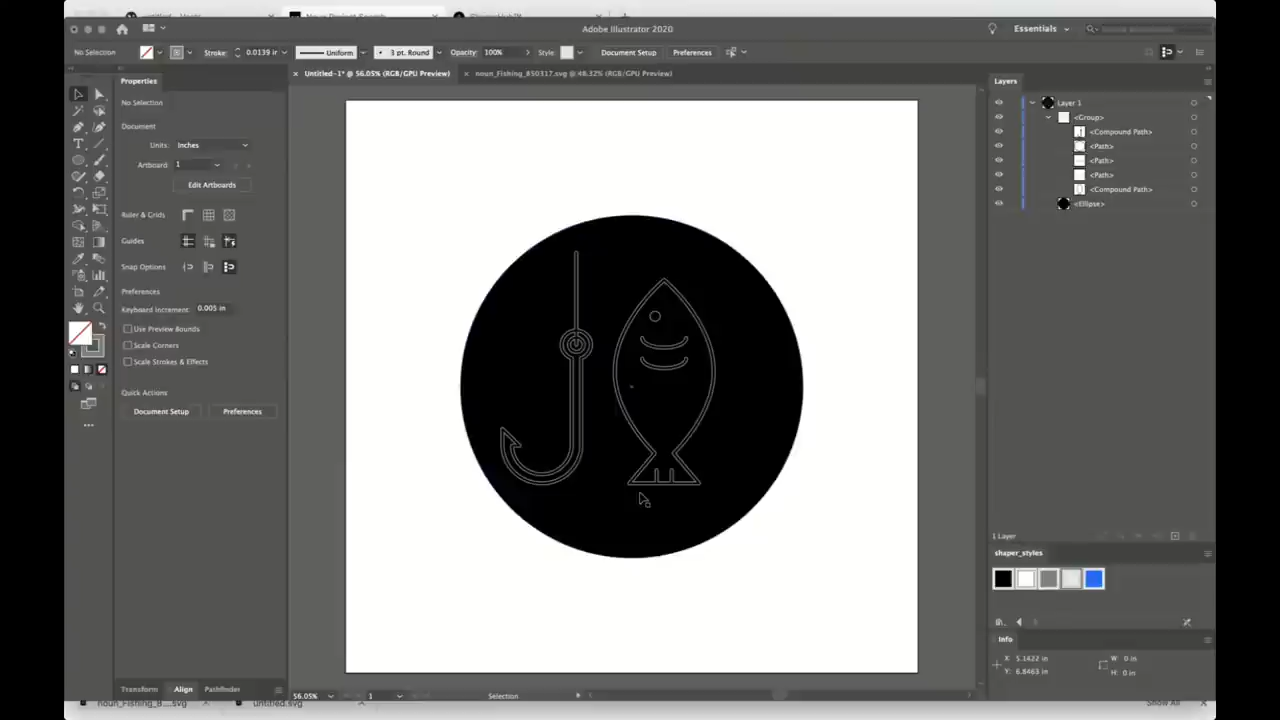 Adobe Illustrator 2020
Essentials
No Selection
Stroke:
0.0139 in
Uniform
3 pt. Round
Opacity:
100%
Style:
Document Setup
Preferences
Properties
Untitled-1* @ 56.05% (RGB/GPU Preview)
noun_Fishing_850317.svg @ 48.32% (RGB/GPU Preview)
Layers
No Selection
Document
Units:
Inches
Artboard:
1
Edit Artboards
Ruler & Grids
Guides
Snap Options
Preferences
Keyboard Increment:
0.005 in
Use Preview Bounds
Scale Corners
Scale Strokes & Effects
Quick Actions
Document Setup
Preferences
Layer 1
<Group>
<Compound Path>
<Path>
<Path>
<Path>
<Compound Path>
<Ellipse>
1 Layer
shaper_styles
Info
X:
5.1422 in
Y:
6.8463 in
W:
0 in
H:
0 in
Transform
Align
Pathfinder
56.05%
1
Selection
noun_Fishing_8....svg
untitled.svg
Show All